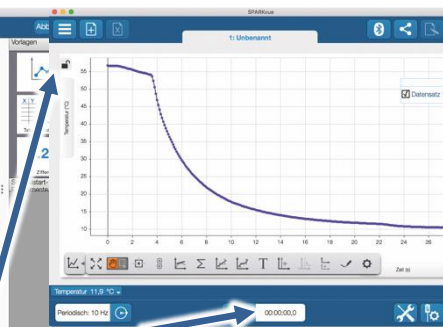 SPARKvue
Abb
1: Unbenannt
Vorlagen
Datensatz
Temperatur (°C)
55
50
45
40
35
30
25
20
15
10
0 2 4 6 8 10 12 14 16 18 20 22 24 26
Zeit (s)
Temperatur 11,9 °C
Periodisch: 10 Hz
00:00:00,0